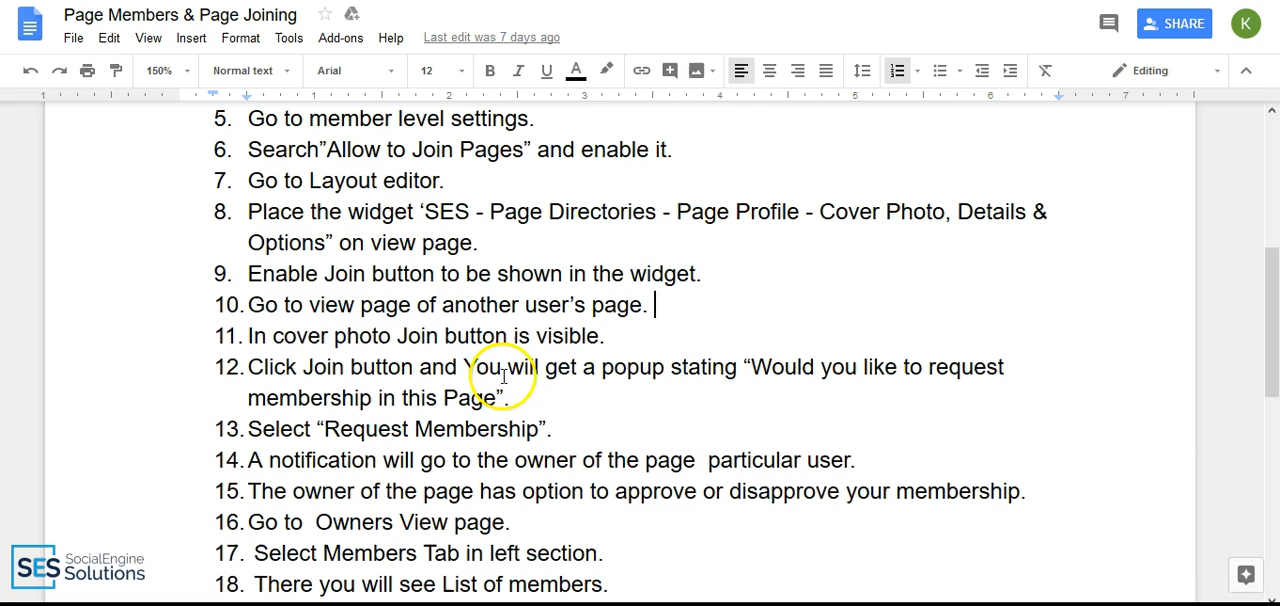 Page Members & Page Joining
K
SHARE
File Edit View Insert Format Tools Add-ons Help Last edit was 7 days ago
150% Normal text Arial 12 B I U A Editing
1 1 2 3 4 5 6 7
5. Go to member level settings.
6. Search”Allow to Join Pages” and enable it.
7. Go to Layout editor.
8. Place the widget ‘SES - Page Directories - Page Profile - Cover Photo, Details &
Options” on view page.
9. Enable Join button to be shown in the widget.
10. Go to view page of another user’s page.
11. In cover photo Join button is visible.
12. Click Join button and You will get a popup stating “Would you like to request
membership in this Page”.
13. Select “Request Membership”.
14. A notification will go to the owner of the page  particular user.
15. The owner of the page has option to approve or disapprove your membership.
16. Go to  Owners View page.
17. Select Members Tab in left section.
18. There you will see List of members.
SES SocialEngine
Solutions